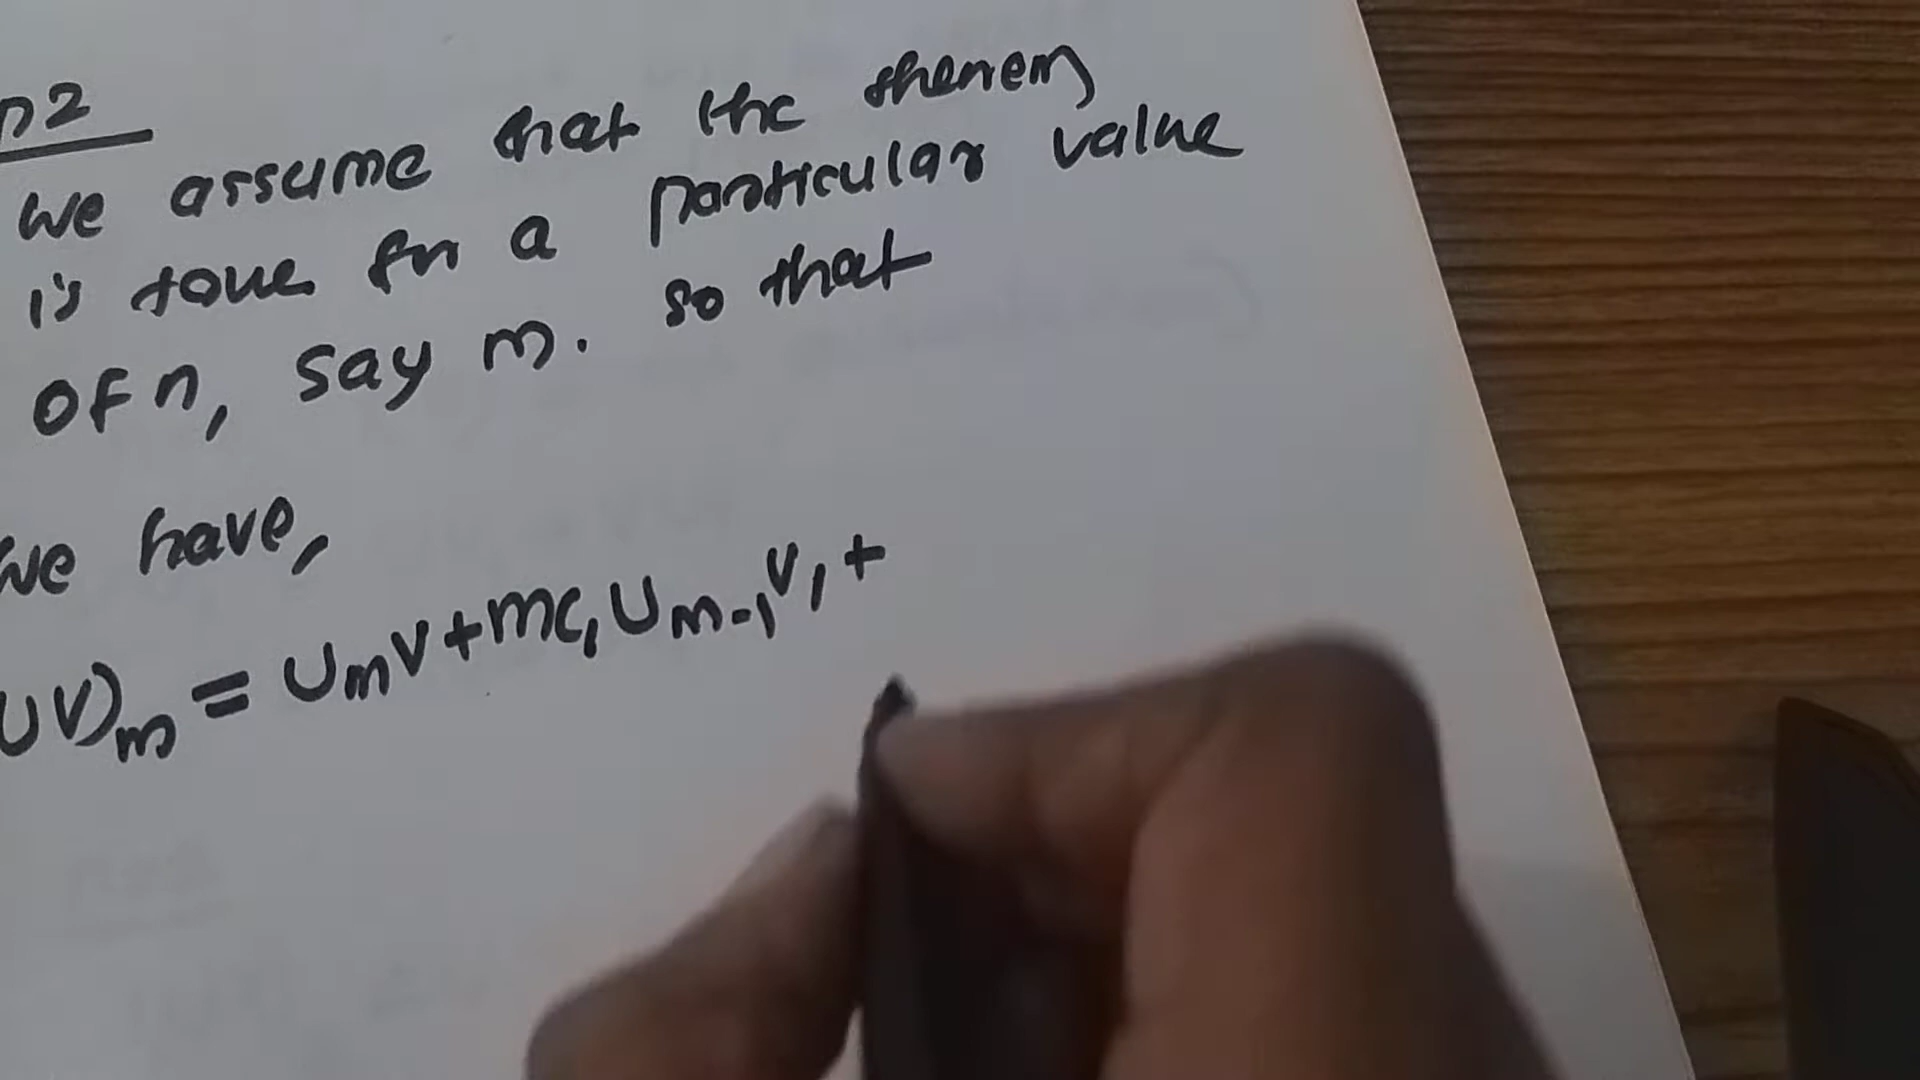 p2
We assume that the theorem
is true for a particular value
of n, say m. so that
we have,
UV)m = UmV + mc1 Um-1 V1 +